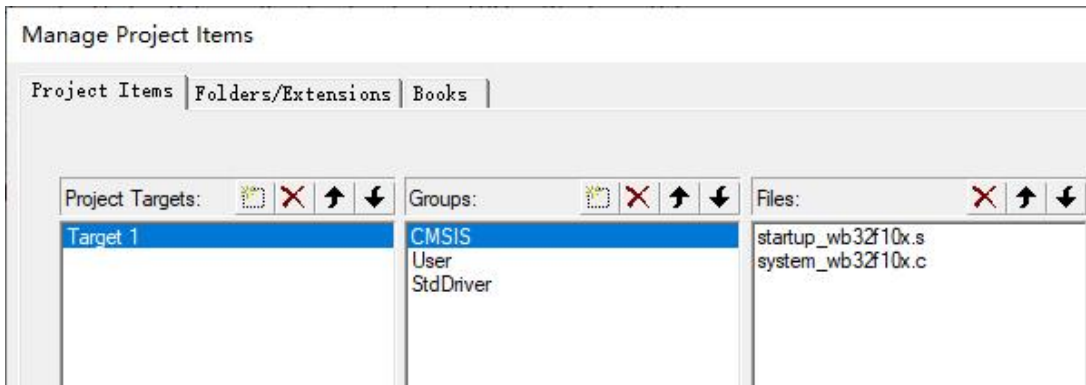 Manage Project Items
Project Items Folders/Extensions Books
Project Targets: Groups: Files:
Target 1 CMSIS startup_wb32f10x.s
User system_wb32f10x.c
StdDriver